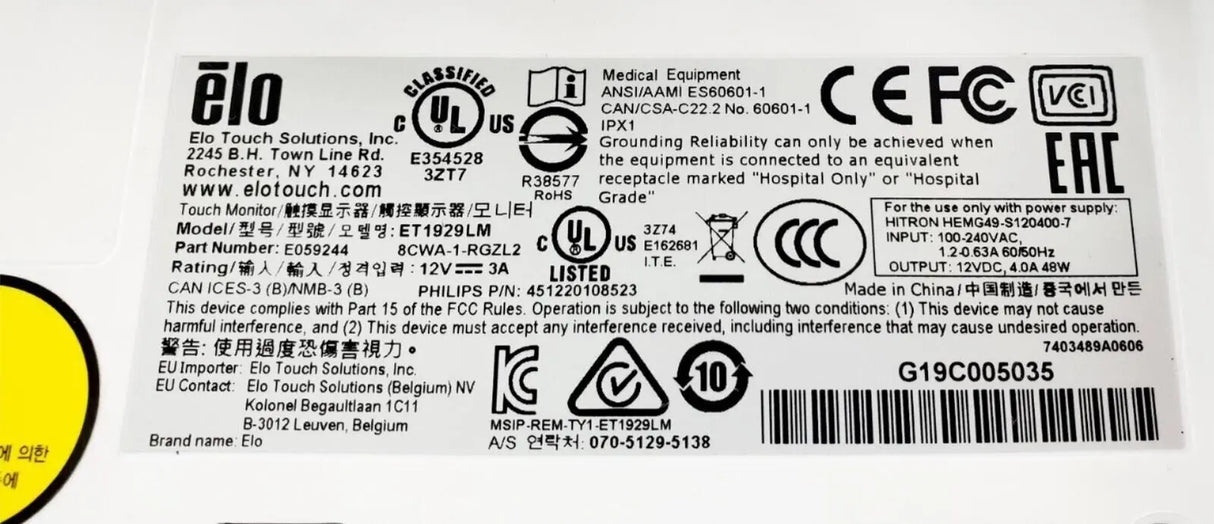 ēlo
Elo Touch Solutions, Inc.
2245 B.H. Town Line Rd.
Rochester, NY 14623
www.elotouch.com
CLASSIFIED
C UL US
®
E354528
3ZT7
i
R38577
RoHS
Medical Equipment
ANSI/AAMI ES60601-1
CAN/CSA-C22.2 No. 60601-1
IPX1
Grounding Reliability can only be achieved when
the equipment is connected to an equivalent
receptacle marked "Hospital Only" or "Hospital
Grade"
CE FC VCI
EAC
Touch Monitor/触摸显示器/觸控顯示器/모니터
Model/型号/型號/모델명: ET1929LM
Part Number: E059244 8CWA-1-RGZL2
Rating/输入/輸入/정격입력: 12V 3A
CAN ICES-3 (B)/NMB-3 (B) PHILIPS P/N: 451220108523
C UL US
®
LISTED
3Z74
E162681
I.T.E.
CCC
For the use only with power supply:
HITRON HEMG49-S120400-7
INPUT: 100-240VAC,
1.2-0.63A 60/50Hz
OUTPUT: 12VDC, 4.0A 48W
Made in China/中国制造/중국에서 만든
This device complies with Part 15 of the FCC Rules. Operation is subject to the following two conditions: (1) This device may not cause
harmful interference, and (2) This device must accept any interference received, including interference that may cause undesired operation.
7403489A0606
警告: 使用過度恐傷害視力。
EU Importer: Elo Touch Solutions, Inc.
EU Contact: Elo Touch Solutions (Belgium) NV
Kolonel Begaultlaan 1C11
B-3012 Leuven, Belgium
Brand name: Elo
KC
10
MSIP-REM-TY1-ET1929LM
A/S 연락처: 070-5129-5138
G19C005035
에 의한
에